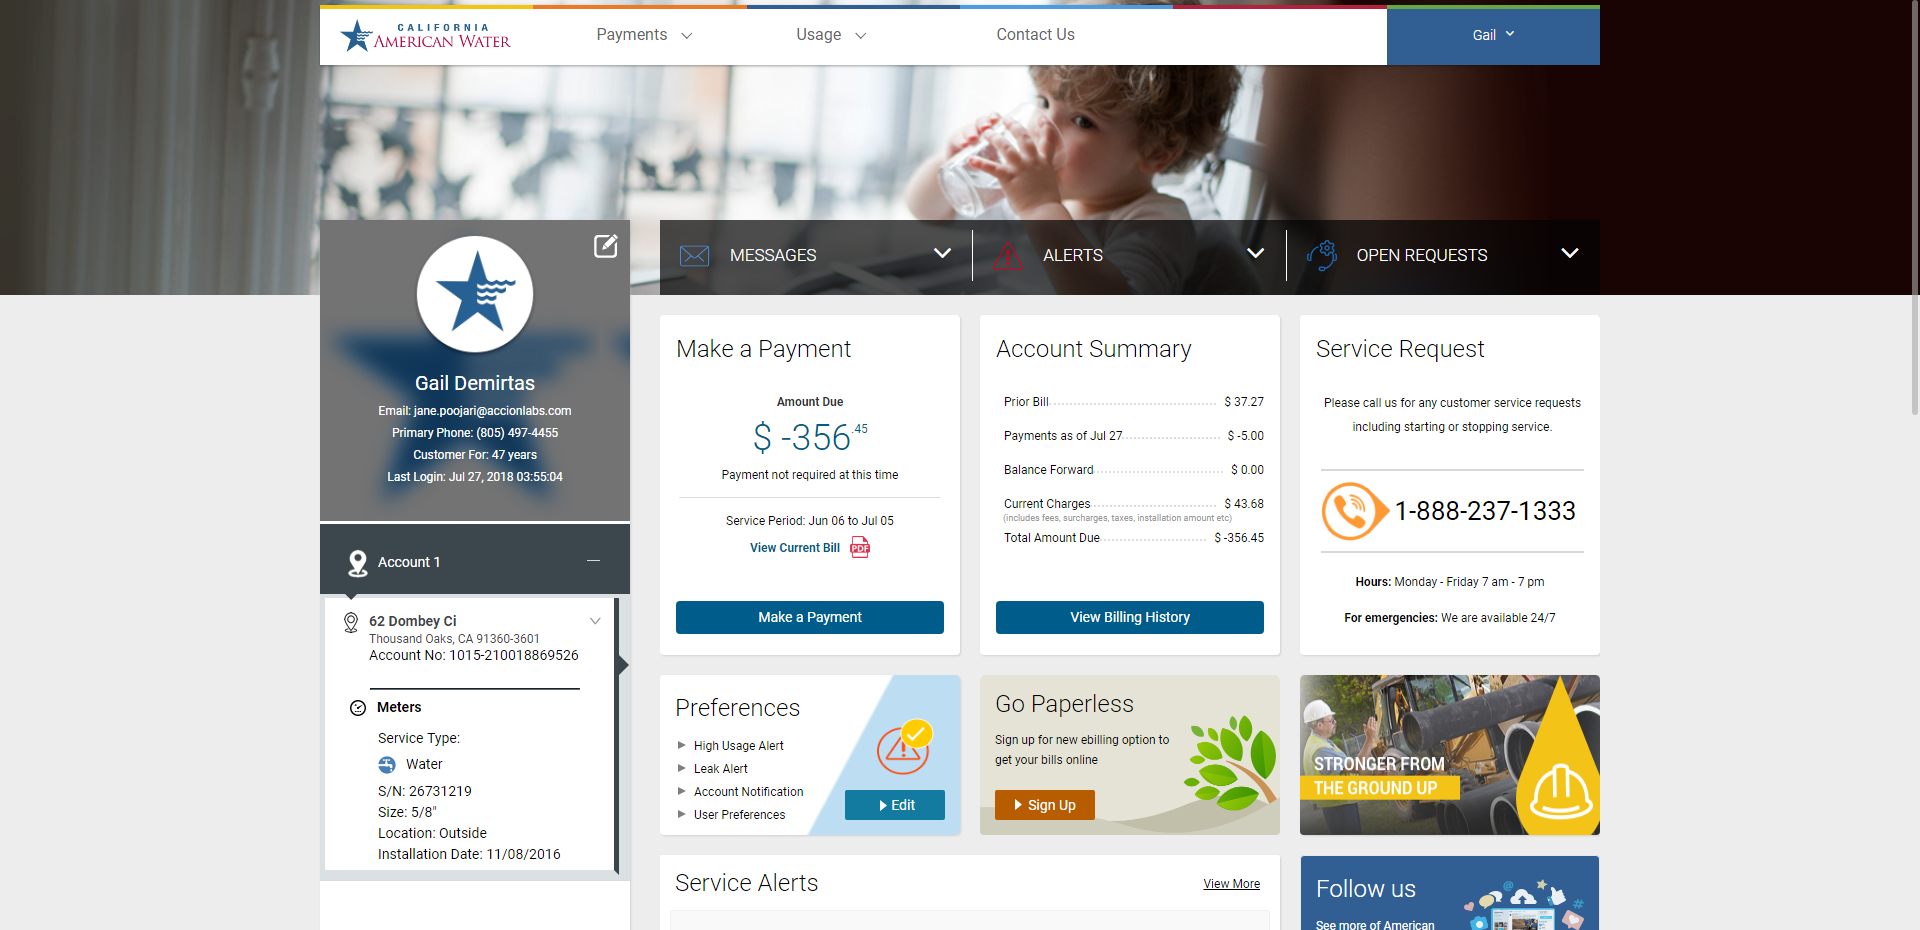 CALIFORNIA
AMERICAN WATER
Payments
Usage
Contact Us
Gail
MESSAGES
ALERTS
OPEN REQUESTS
Gail Demirtas
Email: jane.poojari@accionlabs.com
Primary Phone: (805) 497-4455
Customer For: 47 years
Last Login: Jul 27, 2018 03:55:04
Account 1
62 Dombey Ci
Thousand Oaks, CA 91360-3601
Account No: 1015-210018869526
Meters
Service Type:
Water
S/N: 26731219
Size: 5/8"
Location: Outside
Installation Date: 11/08/2016
Make a Payment
Amount Due
$ -356.45
Payment not required at this time
Service Period: Jun 06 to Jul 05
View Current Bill PDF
Make a Payment
Account Summary
Prior Bill $ 37.27
Payments as of Jul 27 $ -5.00
Balance Forward $ 0.00
Current Charges $ 43.68
(includes fees, surcharges, taxes, installation amount etc)
Total Amount Due $ -356.45
View Billing History
Service Request
Please call us for any customer service requests
including starting or stopping service.
1-888-237-1333
Hours: Monday - Friday 7 am - 7 pm
For emergencies: We are available 24/7
Preferences
High Usage Alert
Leak Alert
Account Notification
User Preferences
Edit
Go Paperless
Sign up for new ebilling option to
get your bills online
Sign Up
STRONGER FROM
THE GROUND UP
Service Alerts
View More
Follow us
See more of American